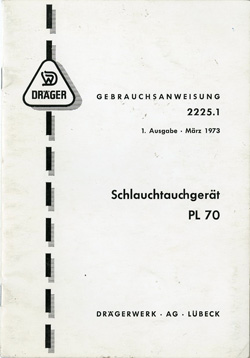 DRÄGER
GEBRAUCHSANWEISUNG
2225.1
1. Ausgabe · März 1973
Schlauchtauchgerät
PL 70
DRÄGERWERK · AG · LÜBECK